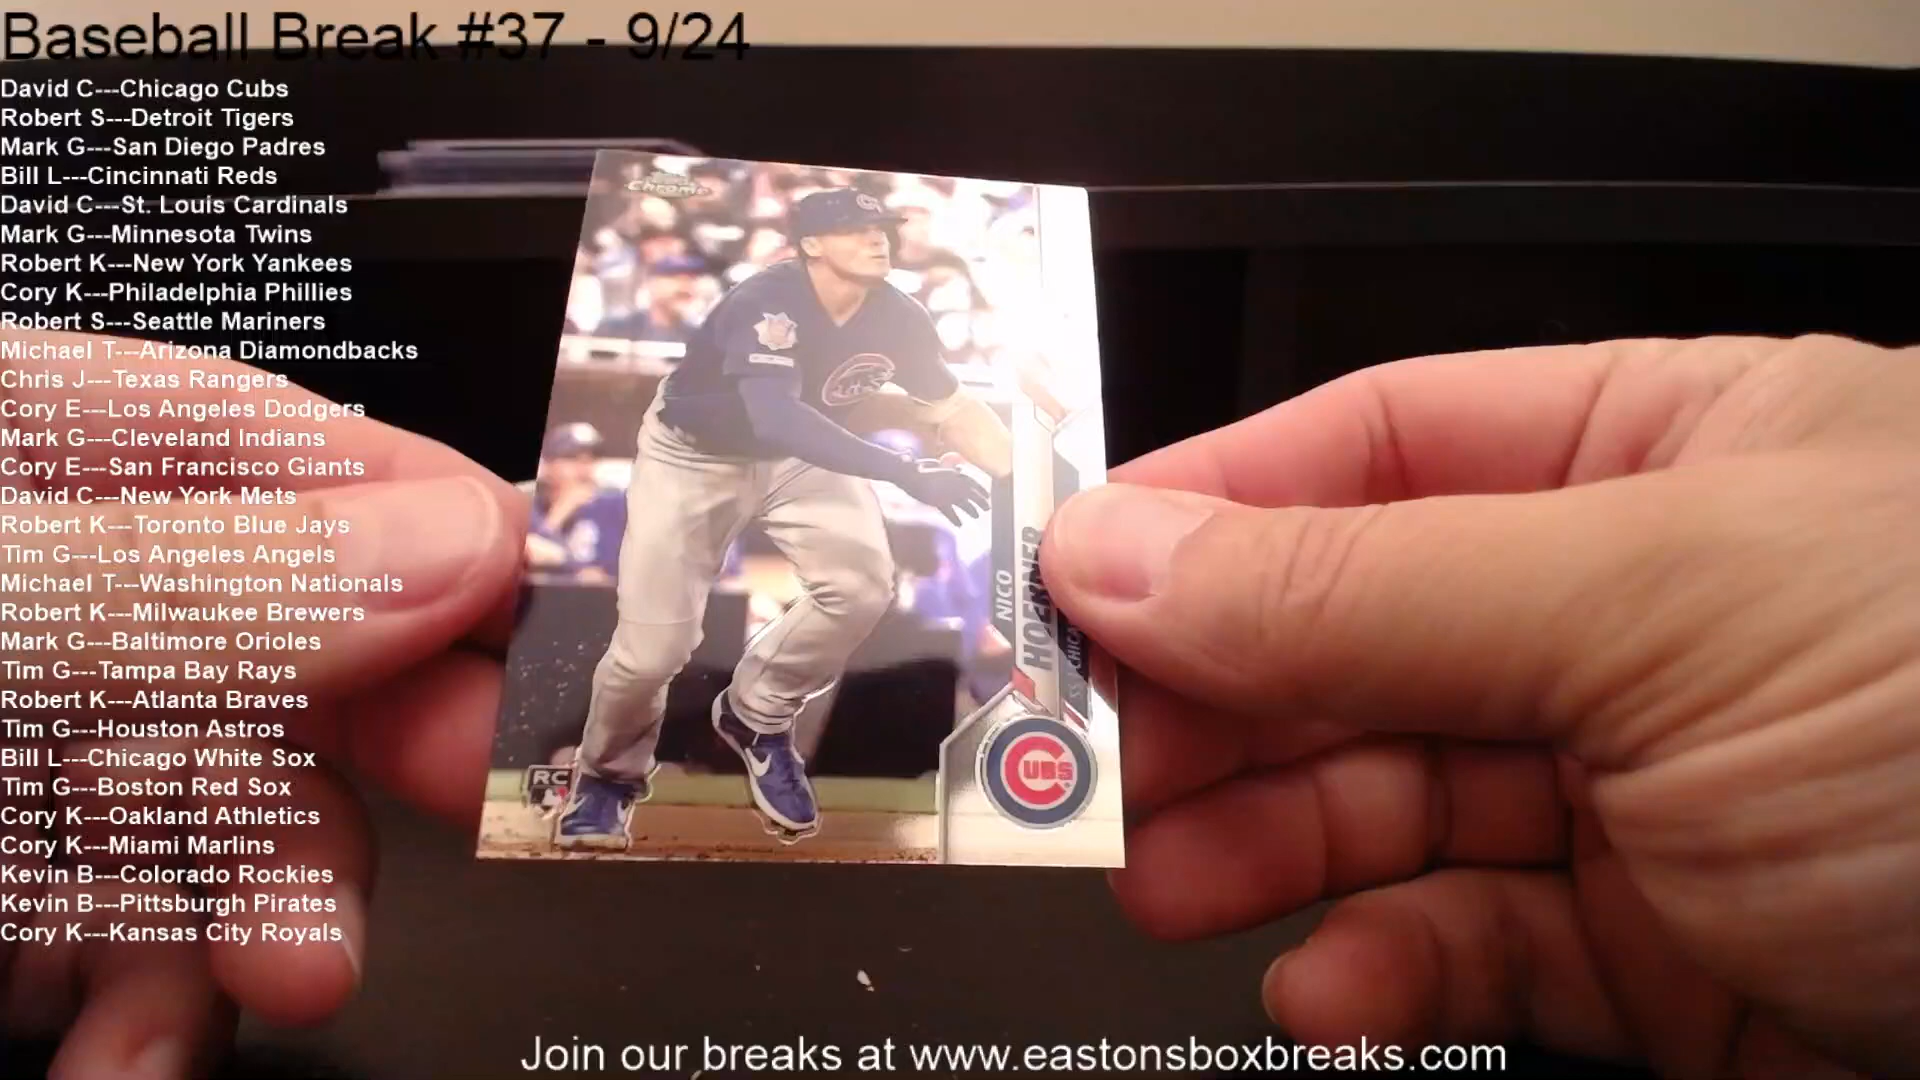 Baseball Break #37 - 9/24
David C---Chicago Cubs
Robert S---Detroit Tigers
Mark G---San Diego Padres
Bill L---Cincinnati Reds
David C---St. Louis Cardinals
Mark G---Minnesota Twins
Robert K---New York Yankees
Cory K---Philadelphia Phillies
Robert S---Seattle Mariners
Michael T---Arizona Diamondbacks
Chris J---Texas Rangers
Cory E---Los Angeles Dodgers
Mark G---Cleveland Indians
Cory E---San Francisco Giants
David C---New York Mets
Robert K---Toronto Blue Jays
Tim G---Los Angeles Angels
Michael T---Washington Nationals
Robert K---Milwaukee Brewers
Mark G---Baltimore Orioles
Tim G---Tampa Bay Rays
Robert K---Atlanta Braves
Tim G---Houston Astros
Bill L---Chicago White Sox
Tim G---Boston Red Sox
Cory K---Oakland Athletics
Cory K---Miami Marlins
Kevin B---Colorado Rockies
Kevin B---Pittsburgh Pirates
Cory K---Kansas City Royals
Chrome
NICO
HOERNER
SS
RC
CUBS
Join our breaks at www.eastonsboxbreaks.com